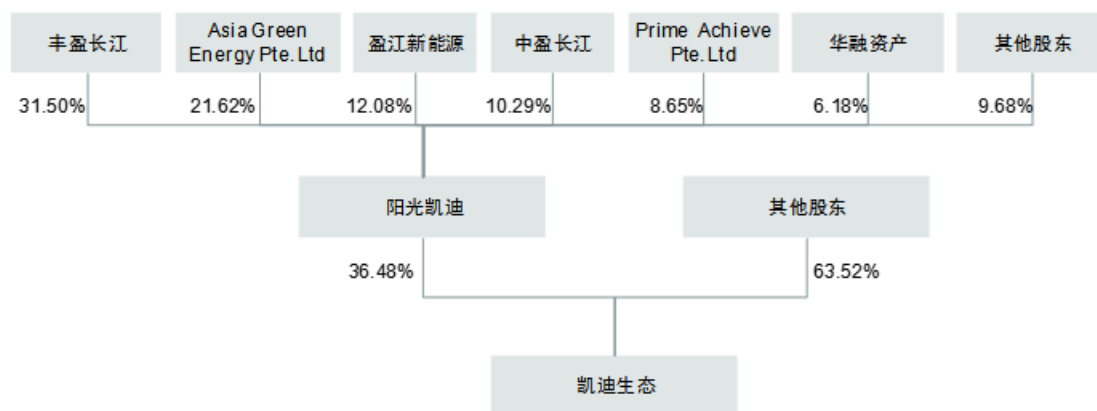 丰盈长江
Asia Green
Energy Pte. Ltd
盈江新能源
中盈长江
Prime Achieve
Pte. Ltd
华融资产
其他股东
31.50%
21.62%
12.08%
10.29%
8.65%
6.18%
9.68%
阳光凯迪
其他股东
36.48%
63.52%
凯迪生态